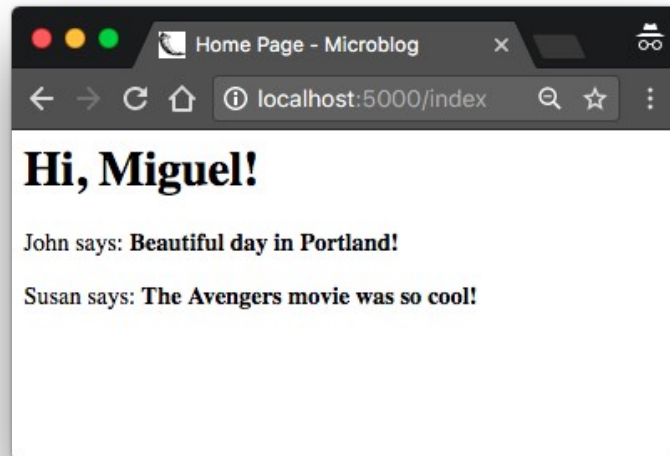 Home Page - Microblog
localhost:5000/index
Hi, Miguel!
John says: Beautiful day in Portland!
Susan says: The Avengers movie was so cool!